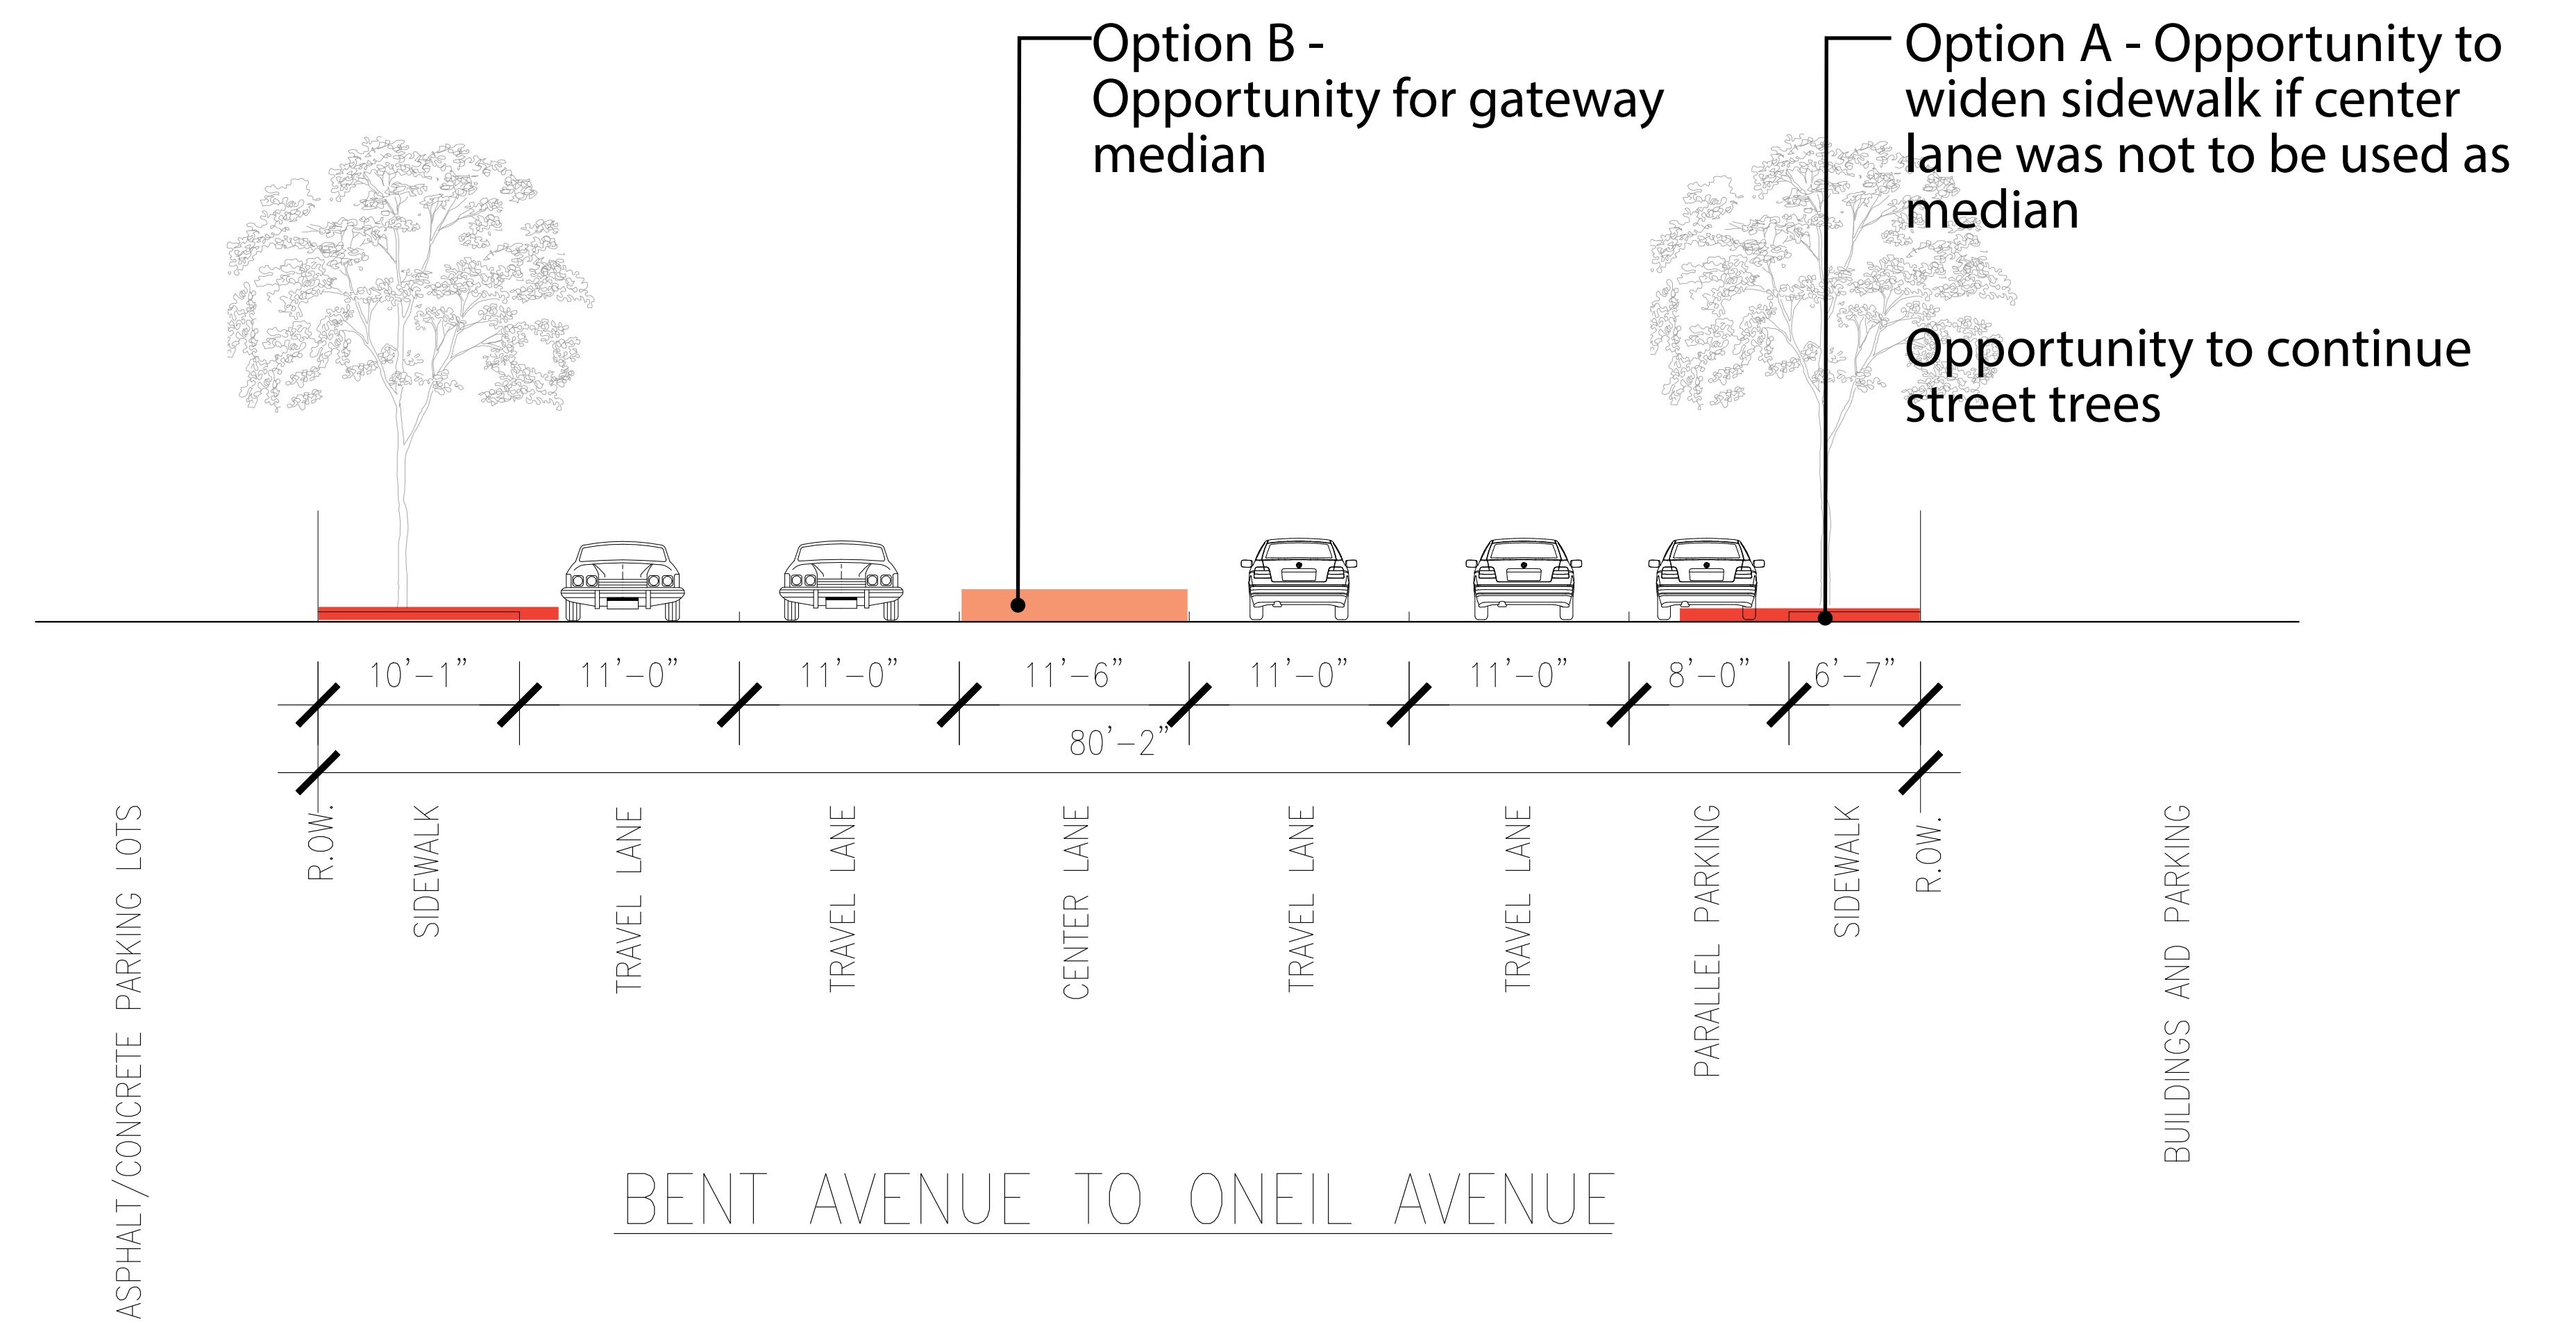 Option B -
Opportunity for gateway
median
Option A - Opportunity to
widen sidewalk if center
lane was not to be used as
median
Opportunity to continue
street trees
10'-1" 11'-0" 11'-0" 11'-6" 11'-0" 11'-0" 8'-0" 6'-7"
80'-2"
ASPHALT/CONCRETE PARKING LOTS
R.OW.
SIDEWALK
TRAVEL LANE
TRAVEL LANE
CENTER LANE
TRAVEL LANE
TRAVEL LANE
PARALLEL PARKING
SIDEWALK
R.OW.
BUILDINGS AND PARKING
BENT AVENUE TO ONEIL AVENUE